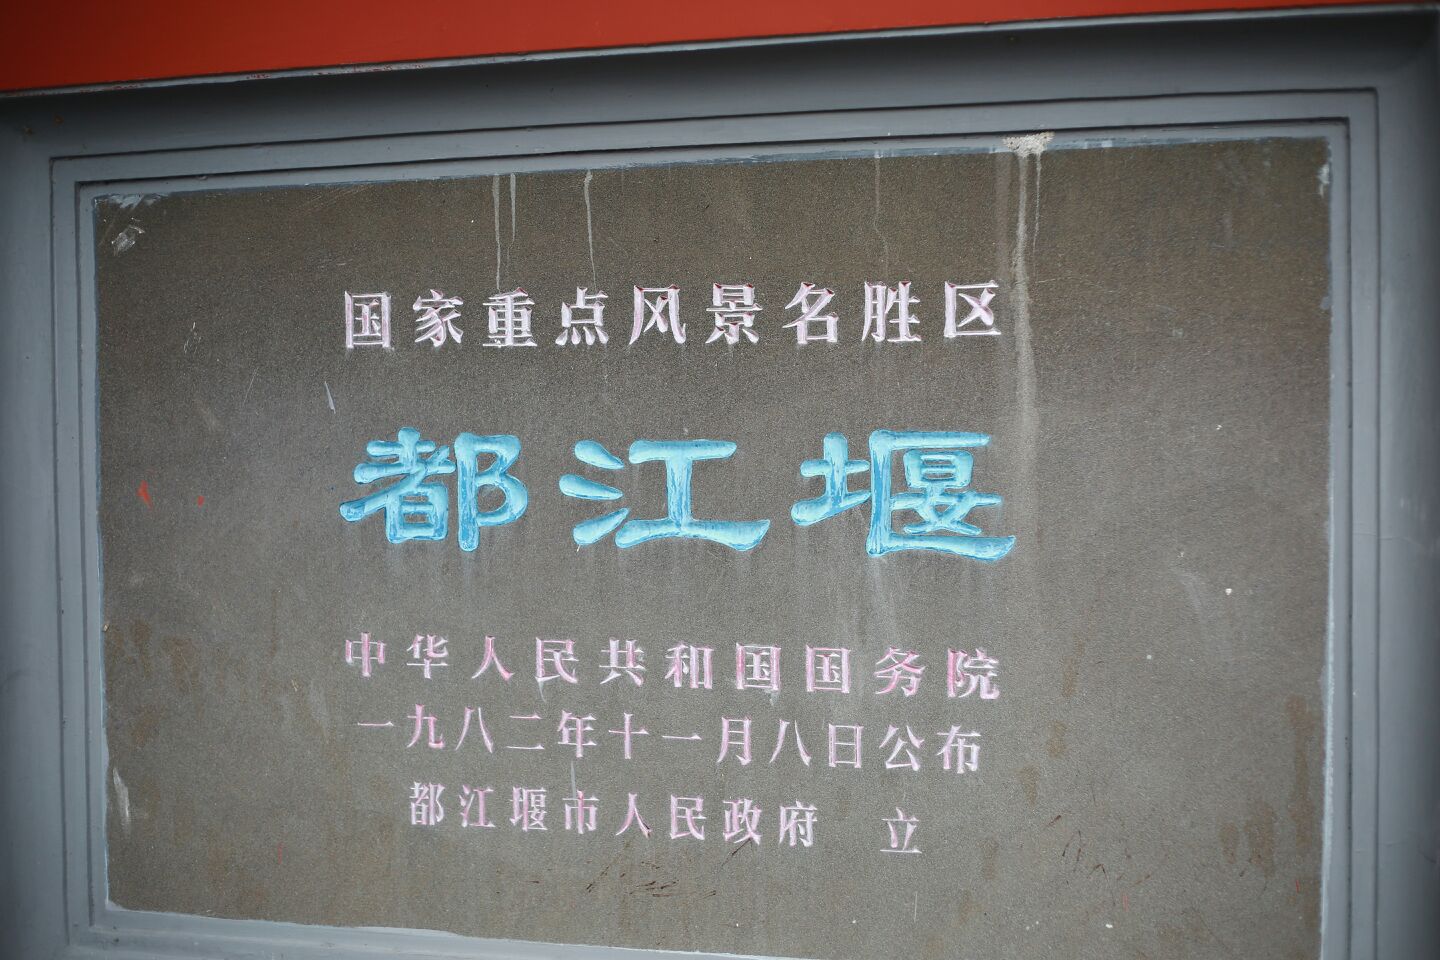 国家重点风景名胜区
都江堰
中华人民共和国国务院
一九八二年十一月八日公布
都江堰市人民政府 立